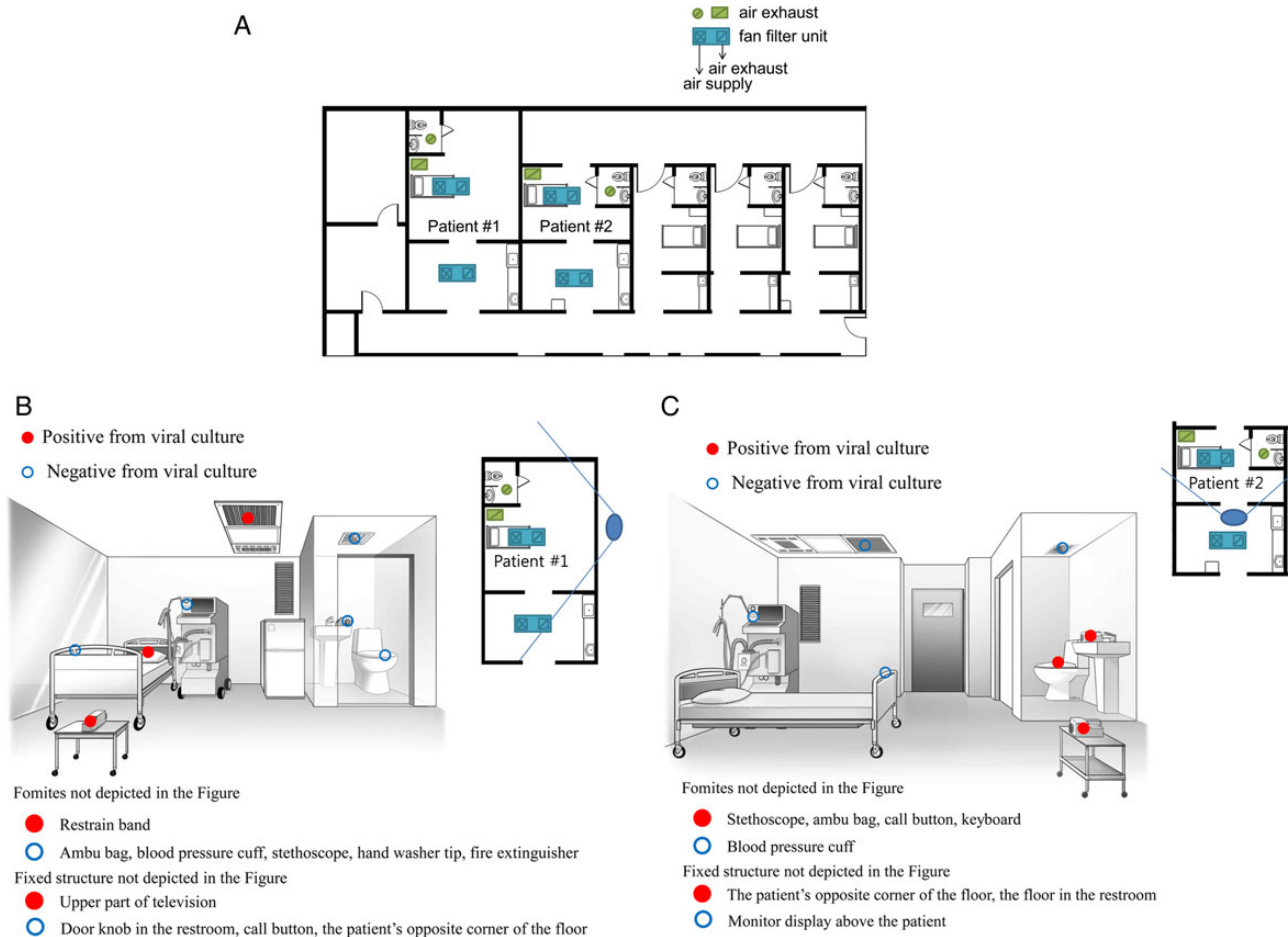 A
air exhaust
fan filter unit
air exhaust
air supply
Patient #1
Patient #2
B
Positive from viral culture
Negative from viral culture
Patient #1
Fomites not depicted in the Figure
Restrain band
Ambu bag, blood pressure cuff, stethoscope, hand washer tip, fire extinguisher
Fixed structure not depicted in the Figure
Upper part of television
Door knob in the restroom, call button, the patient's opposite corner of the floor
C
Positive from viral culture
Negative from viral culture
Patient #2
Fomites not depicted in the Figure
Stethoscope, ambu bag, call button, keyboard
Blood pressure cuff
Fixed structure not depicted in the Figure
The patient's opposite corner of the floor, the floor in the restroom
Monitor display above the patient